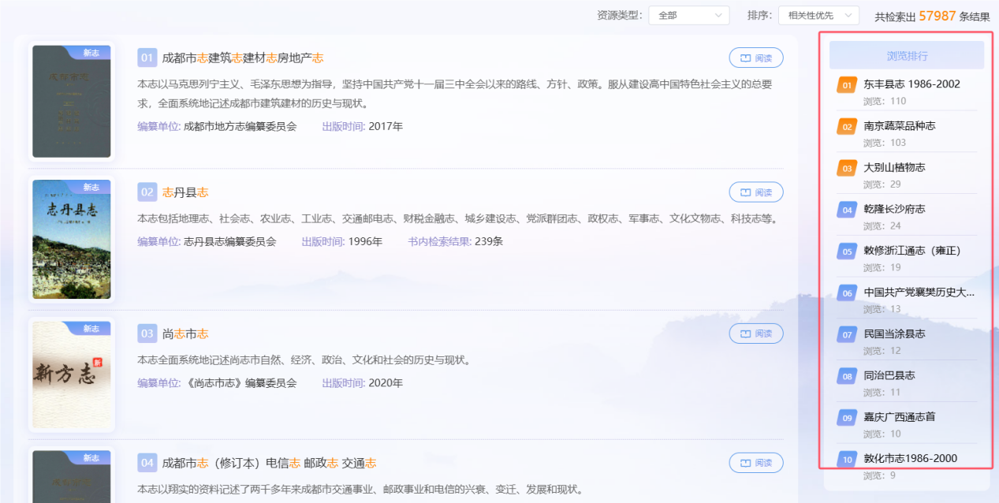 资源类型: 全部 排序: 相关性优先 共检索出 57987 条结果
新志
01 成都市志建筑志建材志房地产志 阅读
本志以马克思列宁主义、毛泽东思想为指导，坚持中国共产党十一届三中全会以来的路线、方针、政策。服从建设高中国特色社会主义的总要
求，全面系统地记述成都市建筑建材的历史与现状。
编纂单位: 成都市地方志编纂委员会 出版时间: 2017年
新志
志丹县志
02 志丹县志 阅读
本志包括地理志、社会志、农业志、工业志、交通邮电志、财税金融志、城乡建设志、党派群团志、政权志、军事志、文化文物志、科技志等。
编纂单位: 志丹县志编纂委员会 出版时间: 1996年 书内检索结果: 239条
新志
新方志
新
03 尚志市志 阅读
本志全面系统地记述尚志市自然、经济、政治、文化和社会的历史与现状。
编纂单位: 《尚志市志》编纂委员会 出版时间: 2020年
新志
04 成都市志（修订本）电信志 邮政志 交通志 阅读
本志以翔实的资料记述了两千多年来成都市交通事业、邮政事业和电信的兴衰、变迁、发展和现状。
浏览排行
01 东丰县志 1986-2002
浏览: 110
02 南京蔬菜品种志
浏览: 103
03 大别山植物志
浏览: 29
04 乾隆长沙府志
浏览: 24
05 敕修浙江通志（雍正）
浏览: 19
06 中国共产党襄樊历史大...
浏览: 13
07 民国当涂县志
浏览: 12
08 同治巴县志
浏览: 11
09 嘉庆广西通志首
浏览: 10
10 敦化市志1986-2000
浏览: 9